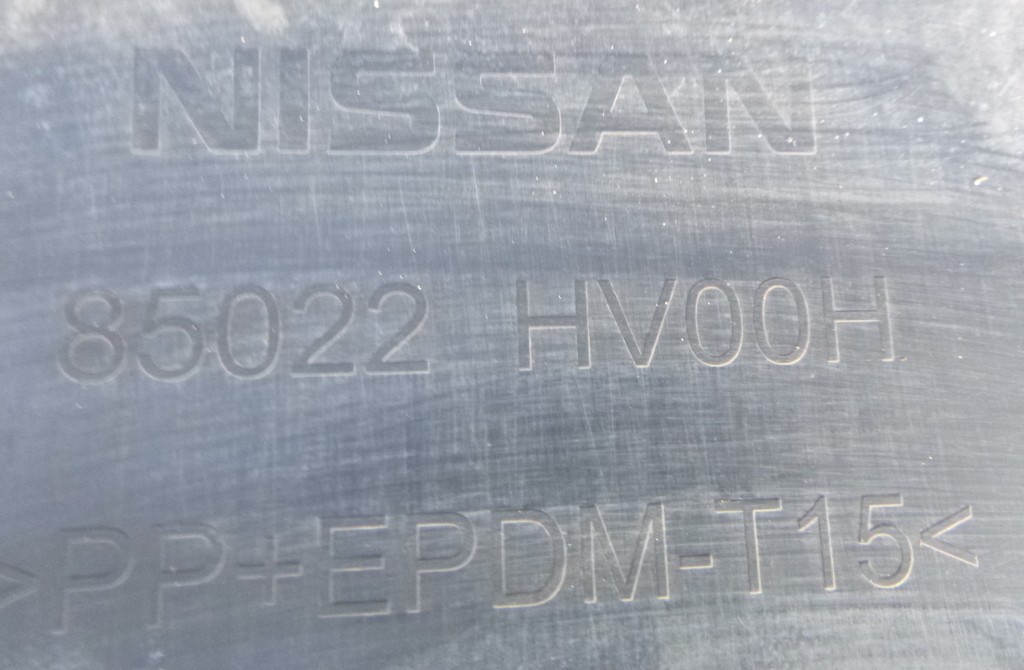 NISSAN
85022 HV00H
>PP+EPDM-T15<